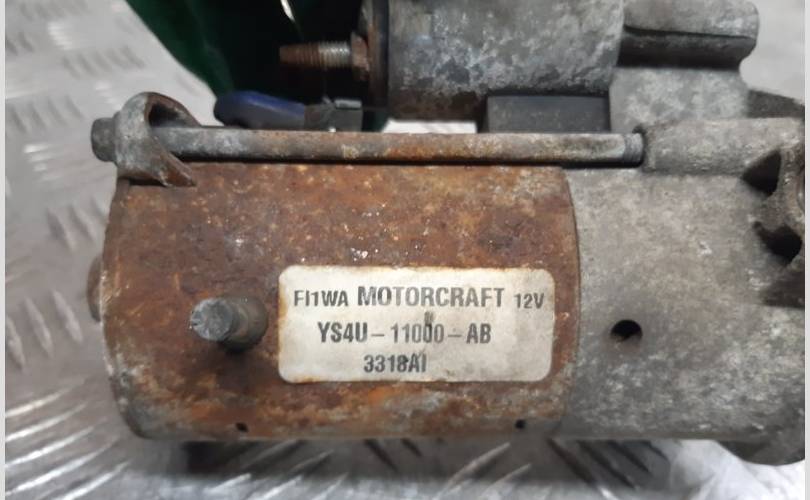 FI1WA MOTORCRAFT 12V
YS4U-11000-AB
3318AI